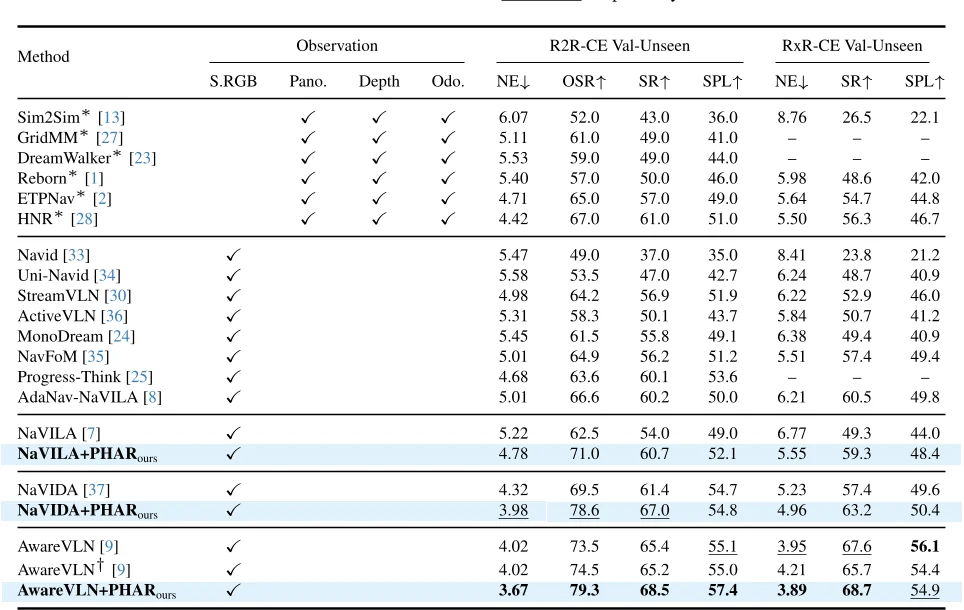 Method Observation R2R-CE Val-Unseen RxR-CE Val-Unseen
S.RGB Pano. Depth Odo. NE↓ OSR↑ SR↑ SPL↑ NE↓ SR↑ SPL↑
Sim2Sim* [13] ✓ ✓ ✓ 6.07 52.0 43.0 36.0 8.76 26.5 22.1
GridMM* [27] ✓ ✓ ✓ 5.11 61.0 49.0 41.0 – – –
DreamWalker* [23] ✓ ✓ ✓ 5.53 59.0 49.0 44.0 – – –
Reborn* [1] ✓ ✓ ✓ 5.40 57.0 50.0 46.0 5.98 48.6 42.0
ETPNav* [2] ✓ ✓ ✓ 4.71 65.0 57.0 49.0 5.64 54.7 44.8
HNR* [28] ✓ ✓ ✓ 4.42 67.0 61.0 51.0 5.50 56.3 46.7
Navid [33] ✓ 5.47 49.0 37.0 35.0 8.41 23.8 21.2
Uni-Navid [34] ✓ 5.58 53.5 47.0 42.7 6.24 48.7 40.9
StreamVLN [30] ✓ 4.98 64.2 56.9 51.9 6.22 52.9 46.0
ActiveVLN [36] ✓ 5.31 58.3 50.1 43.7 5.84 50.7 41.2
MonoDream [24] ✓ 5.45 61.5 55.8 49.1 6.38 49.4 40.9
NavFoM [35] ✓ 5.01 64.9 56.2 51.2 5.51 57.4 49.4
Progress-Think [25] ✓ 4.68 63.6 60.1 53.6 – – –
AdaNav-NaVILA [8] ✓ 5.01 66.6 60.2 50.0 6.21 60.5 49.8
NaVILA [7] ✓ 5.22 62.5 54.0 49.0 6.77 49.3 44.0
NaVILA+PHARours ✓ 4.78 71.0 60.7 52.1 5.55 59.3 48.4
NaVIDA [37] ✓ 4.32 69.5 61.4 54.7 5.23 57.4 49.6
NaVIDA+PHARours ✓ 3.98 78.6 67.0 54.8 4.96 63.2 50.4
AwareVLN [9] ✓ 4.02 73.5 65.4 55.1 3.95 67.6 56.1
AwareVLN† [9] ✓ 4.02 74.5 65.2 55.0 4.21 65.7 54.4
AwareVLN+PHARours ✓ 3.67 79.3 68.5 57.4 3.89 68.7 54.9